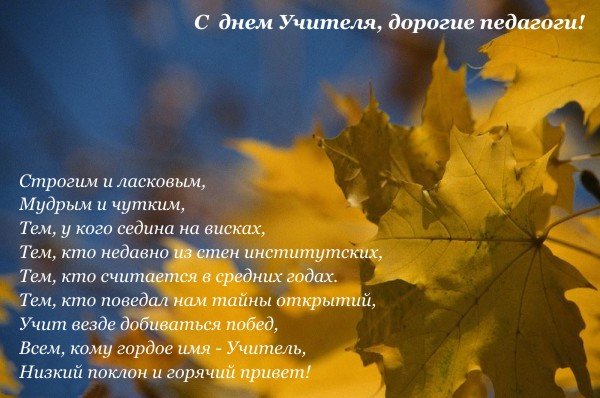 С  днем Учителя, дорогие педагоги!
Строгим и ласковым,
Мудрым и чутким,
Тем, у кого седина на висках,
Тем, кто недавно из стен институтских,
Тем, кто считается в средних годах.
Тем, кто поведал нам тайны открытий,
Учит везде добиваться побед,
Всем, кому гордое имя - Учитель,
Низкий поклон и горячий привет!